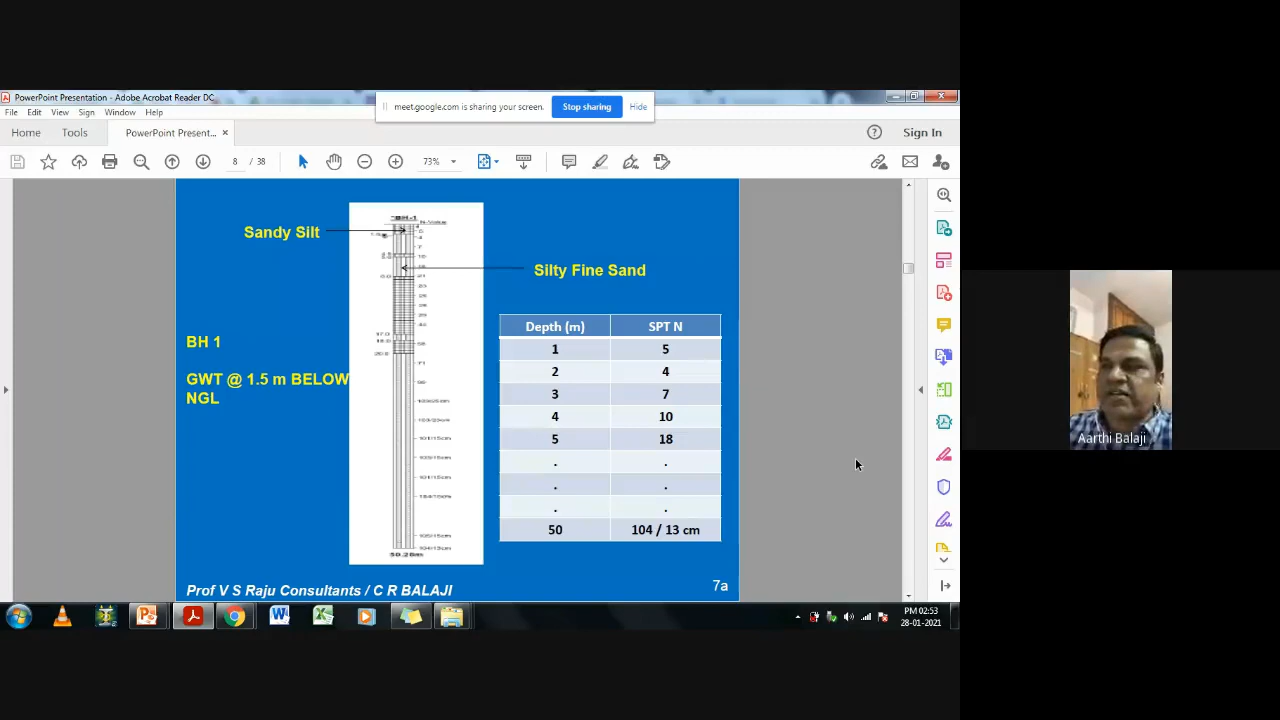 PowerPoint Presentation - Adobe Acrobat Reader DC
meet.google.com is sharing your screen.
Stop sharing
Hide
File Edit View Sign Window Help
Home Tools PowerPoint Present... × Sign In
8 / 38 73%
BH-1
Sandy Silt
Silty Fine Sand
BH 1
GWT @ 1.5 m BELOW
NGL
Depth (m) SPT N
1 5
2 4
3 7
4 10
5 18
. .
. .
. .
50 104 / 13 cm
Prof V S Raju Consultants / C R BALAJI
7a
Aarthi Balaji
PM 02:53
28-01-2021